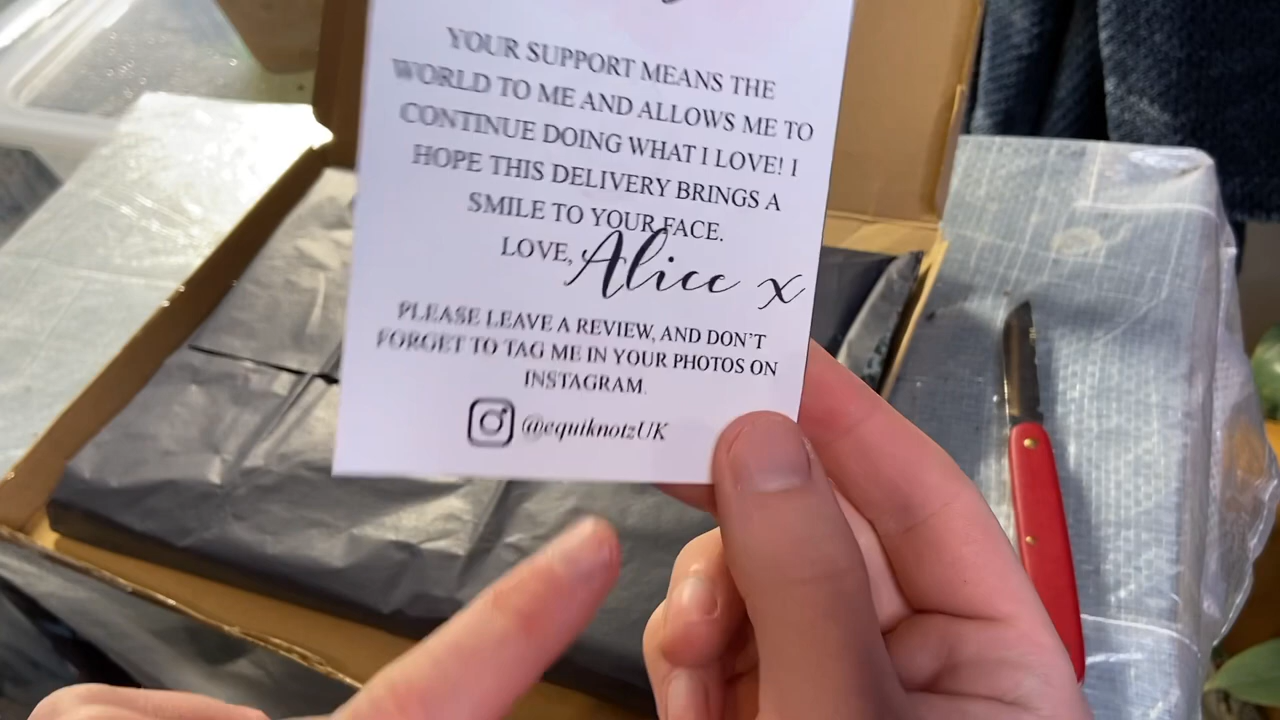 YOUR SUPPORT MEANS THE
WORLD TO ME AND ALLOWS ME TO
CONTINUE DOING WHAT I LOVE! I
HOPE THIS DELIVERY BRINGS A
SMILE TO YOUR FACE.
LOVE, Alice x
PLEASE LEAVE A REVIEW, AND DON'T
FORGET TO TAG ME IN YOUR PHOTOS ON
INSTAGRAM.
@equiknotzUK